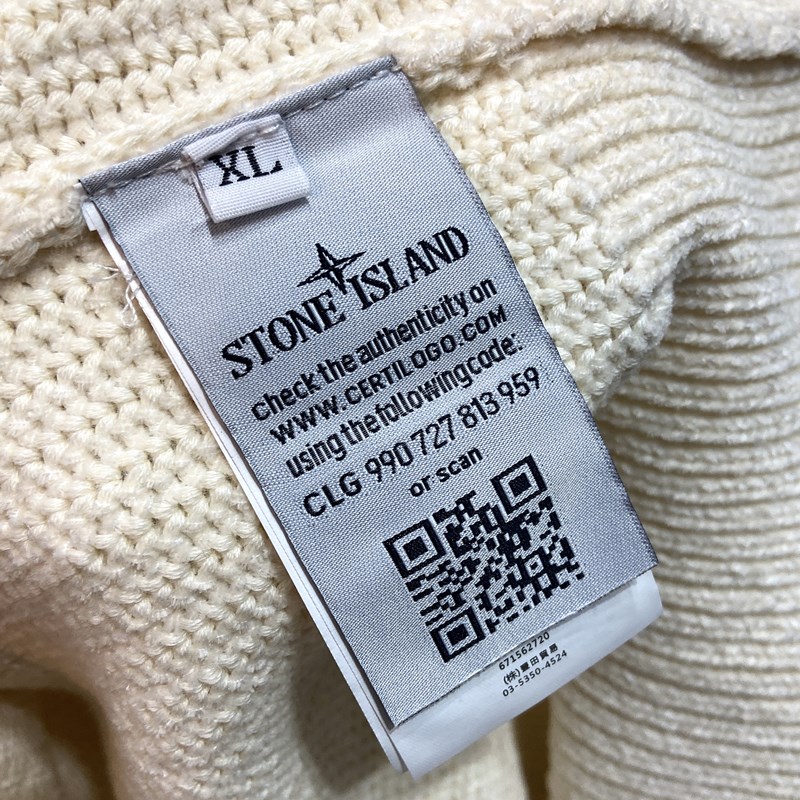 XL
STONE ISLAND
check the authenticity on
WWW.CERTILOGO.COM
using the following code:
CLG 990 727 813 959
or scan
671562720
(株)豊田貿易
03-5350-4524